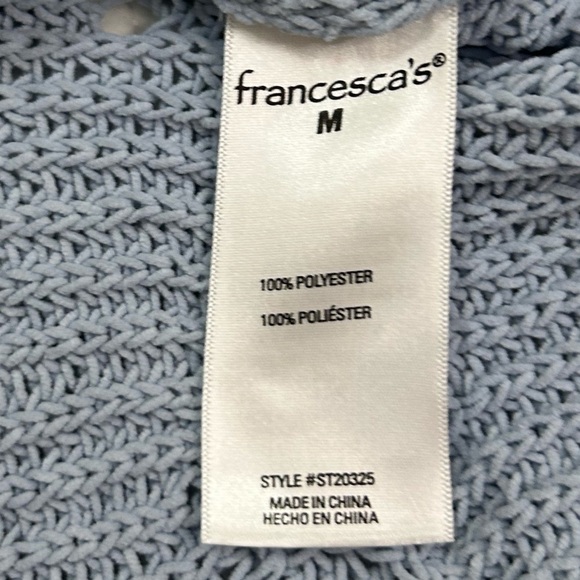 francesca's®
M
100% POLYESTER
100% POLIÉSTER
STYLE #ST20325
MADE IN CHINA
HECHO EN CHINA